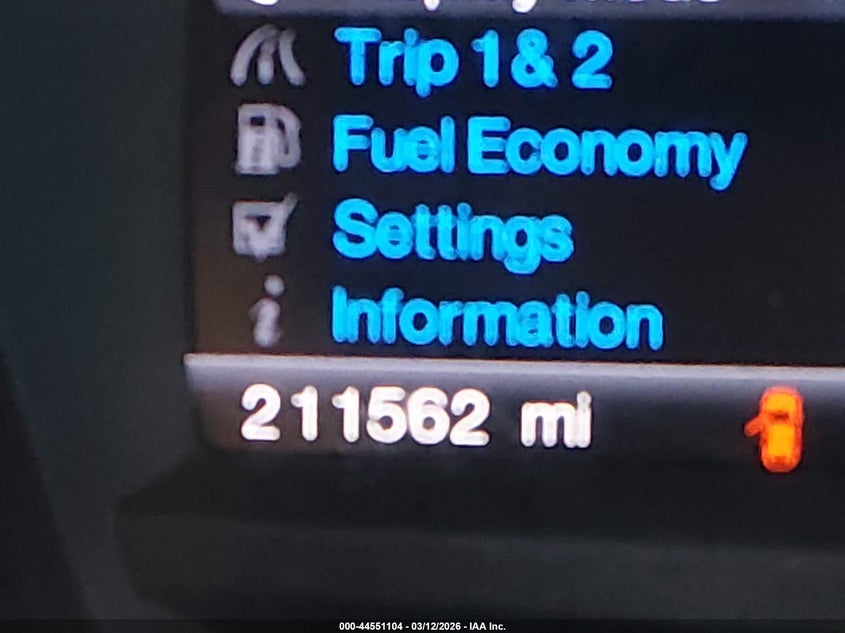 Trip 1 & 2
Fuel Economy
Settings
Information
211562 mi
000-44551104 - 03/12/2026 - IAA Inc.